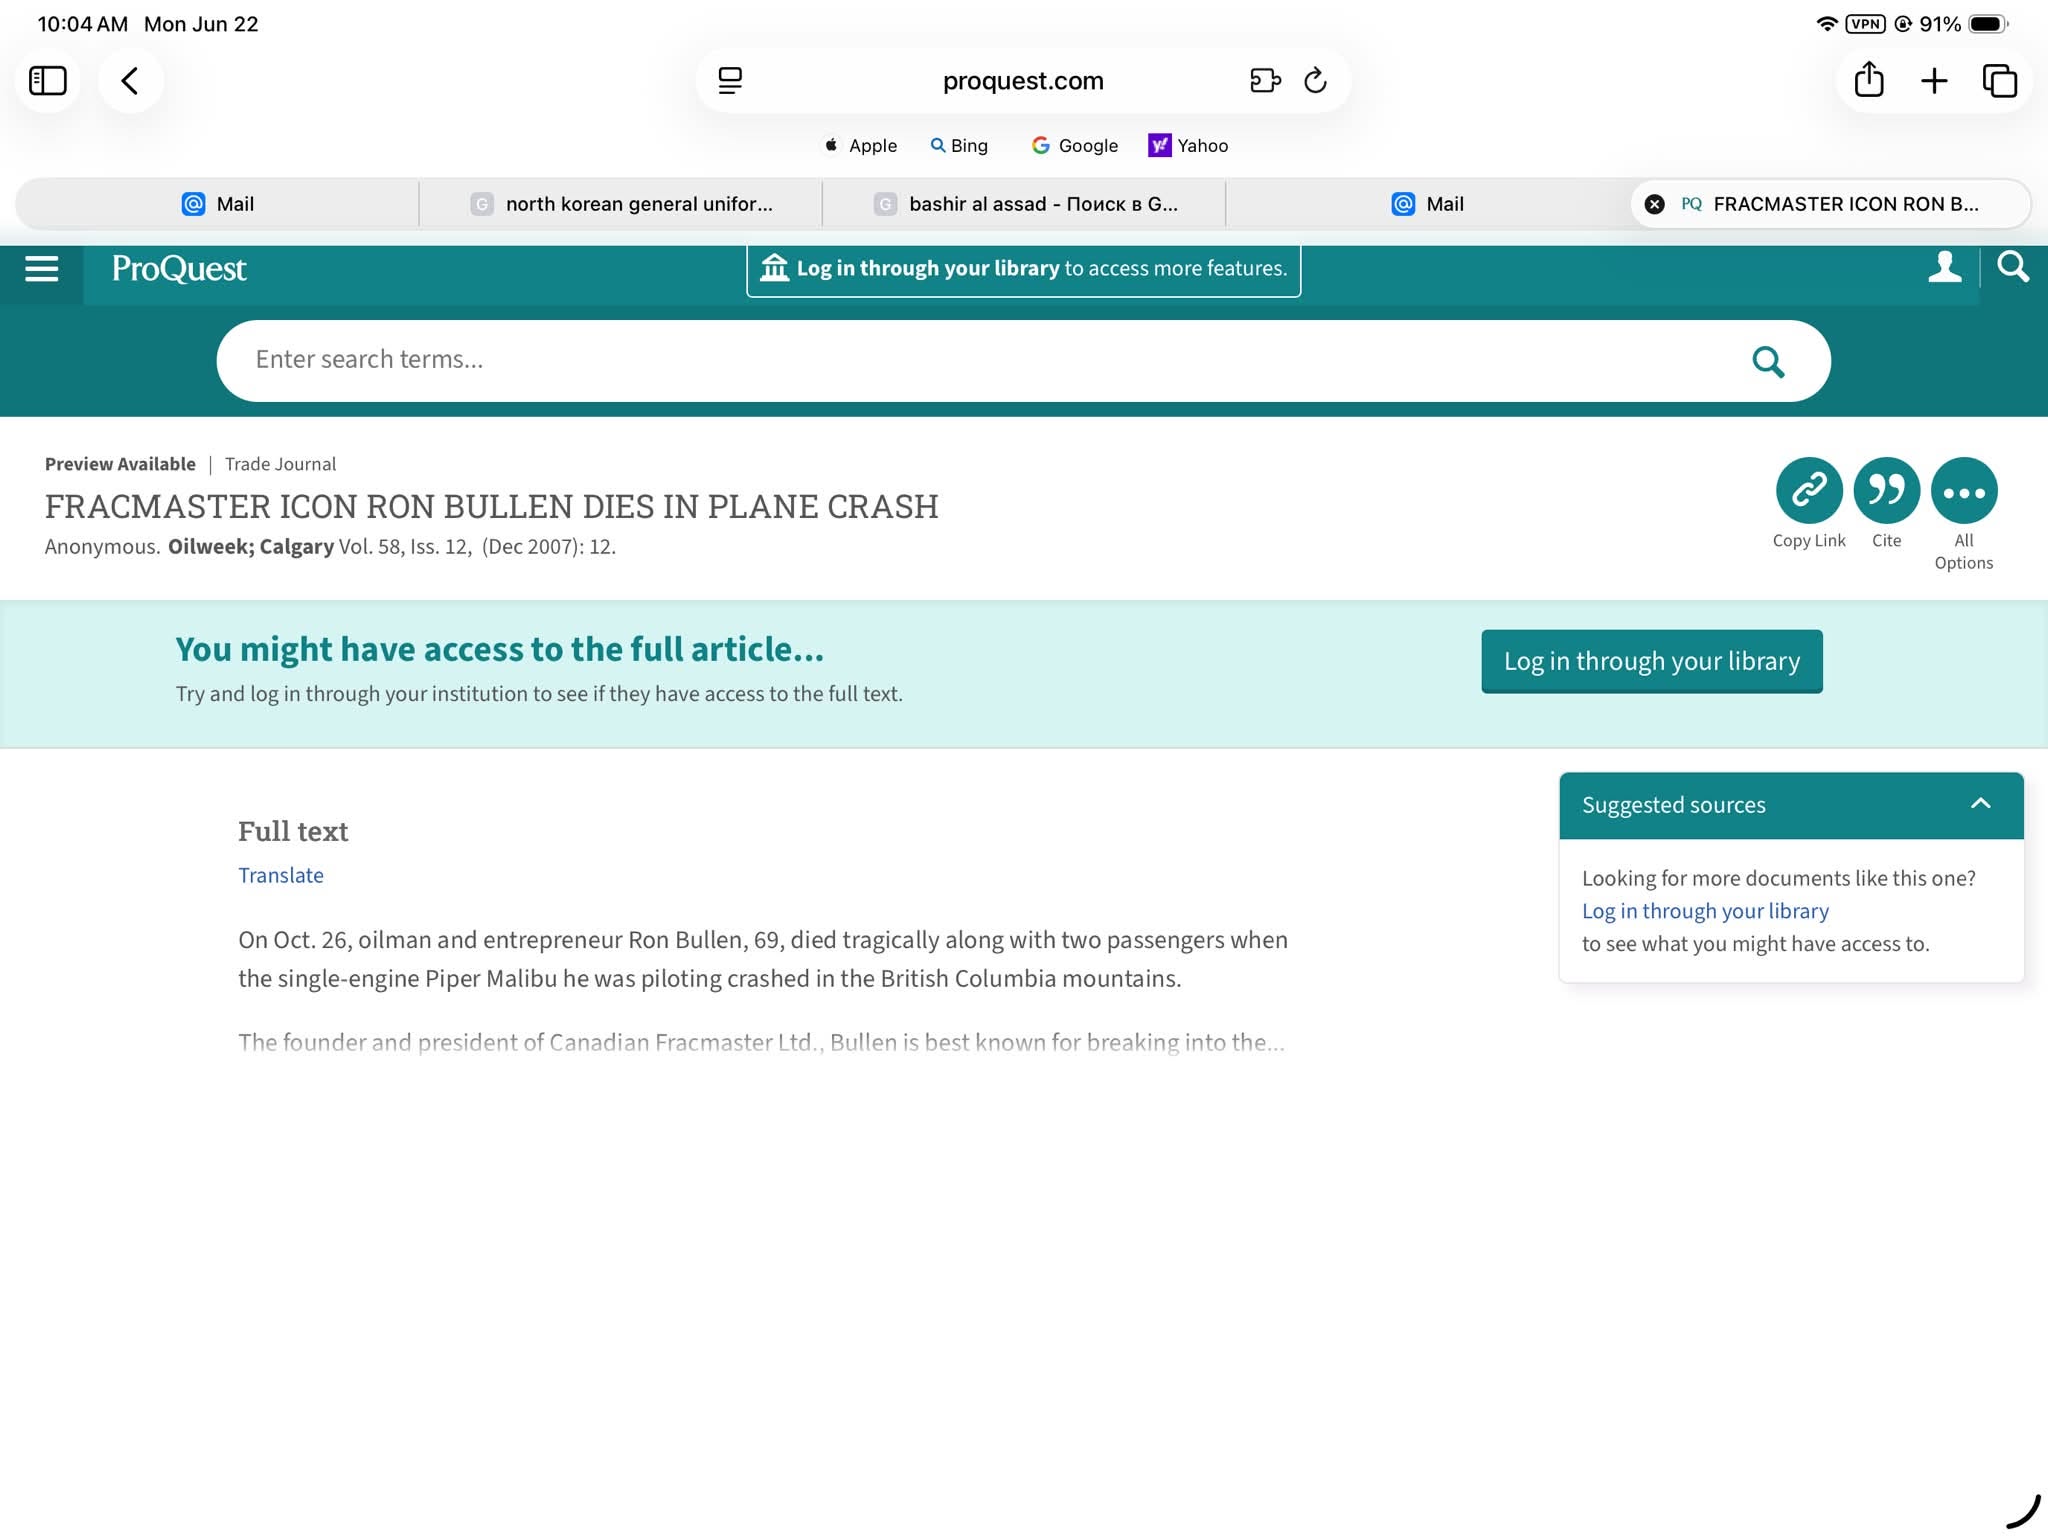 10:04 AM Mon Jun 22
VPN 91%
proquest.com
Apple Bing Google Yahoo
Mail
north korean general unifor...
bashir al assad - Поиск в G...
Mail
PQ FRACMASTER ICON RON B...
ProQuest
Log in through your library to access more features.
Enter search terms...
Preview Available | Trade Journal
FRACMASTER ICON RON BULLEN DIES IN PLANE CRASH
Anonymous. Oilweek; Calgary Vol. 58, Iss. 12, (Dec 2007): 12.
Copy Link
Cite
All
Options
You might have access to the full article...
Try and log in through your institution to see if they have access to the full text.
Log in through your library
Full text
Translate
On Oct. 26, oilman and entrepreneur Ron Bullen, 69, died tragically along with two passengers when
the single-engine Piper Malibu he was piloting crashed in the British Columbia mountains.
The founder and president of Canadian Fracmaster Ltd., Bullen is best known for breaking into the...
Suggested sources
Looking for more documents like this one?
Log in through your library
to see what you might have access to.